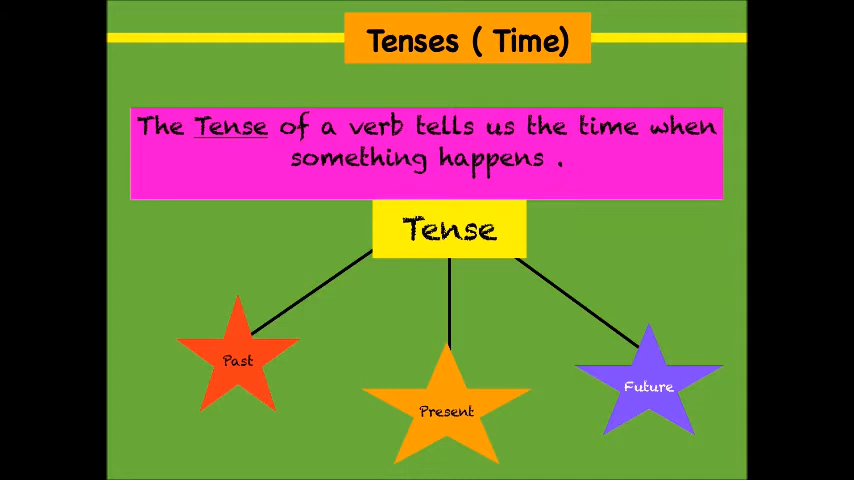 Tenses ( Time)
The Tense of a verb tells us the time when
something happens .
Tense
Past
Present
Future